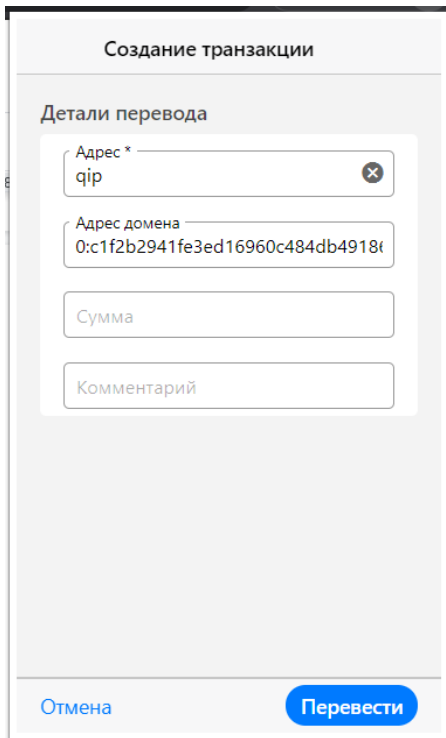 Создание транзакции
Детали перевода
Адрес *
qip
Адрес домена
0:c1f2b2941fe3ed16960c484db4918
Сумма
Комментарий
Отмена
Перевести